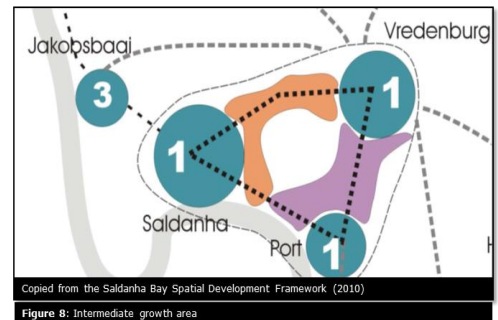 Jakobsbaai
Vredenburg
3
1
1
Saldanha
Port
1
H
Copied from the Saldanha Bay Spatial Development Framework (2010)
Figure 8: Intermediate growth area